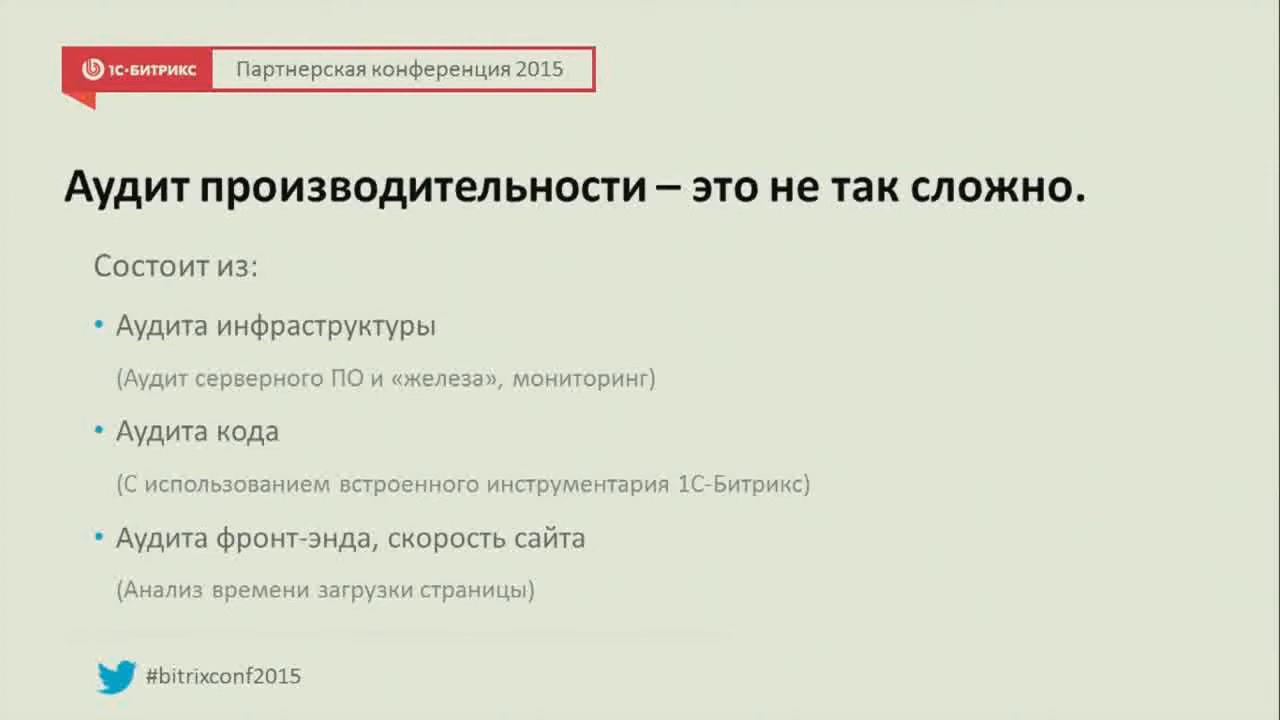 1С-БИТРИКС Партнерская конференция 2015
Аудит производительности – это не так сложно.
Состоит из:
• Аудита инфраструктуры
(Аудит серверного ПО и «железа», мониторинг)
• Аудита кода
(С использованием встроенного инструментария 1С-Битрикс)
• Аудита фронт-энда, скорость сайта
(Анализ времени загрузки страницы)
#bitrixconf2015